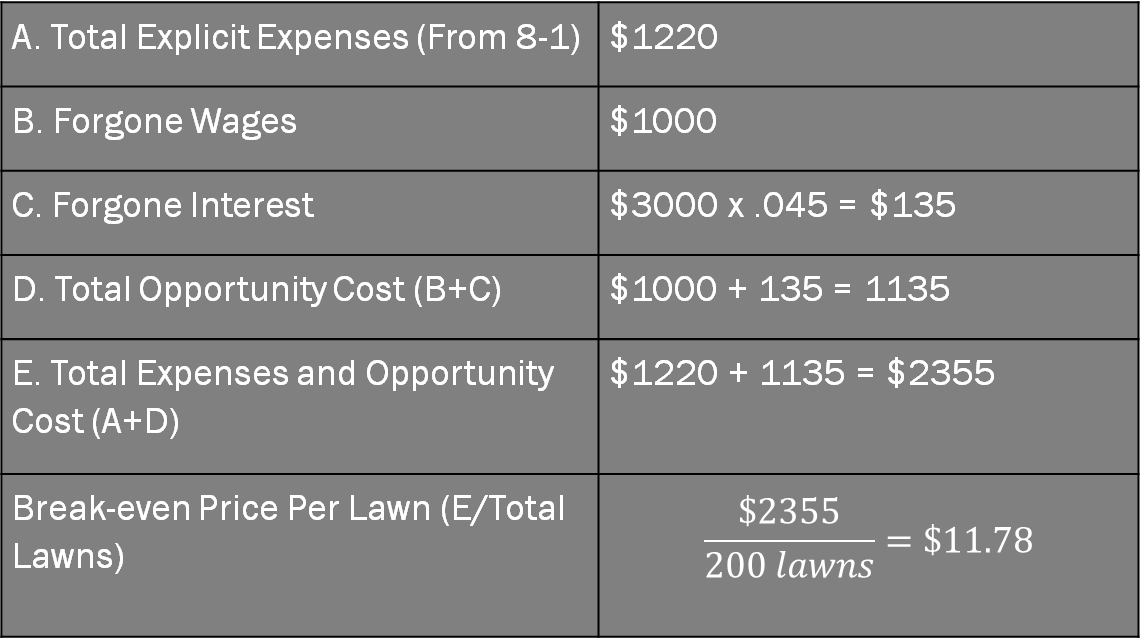 A. Total Explicit Expenses (From 8-1) $1220
B. Forgone Wages $1000
C. Forgone Interest $3000 x .045 = $135
D. Total Opportunity Cost (B+C) $1000 + 135 = 1135
E. Total Expenses and Opportunity $1220 + 1135 = $2355
Cost (A+D)
Break-even Price Per Lawn (E/Total
Lawns)
$2355
200 lawns
= $11.78